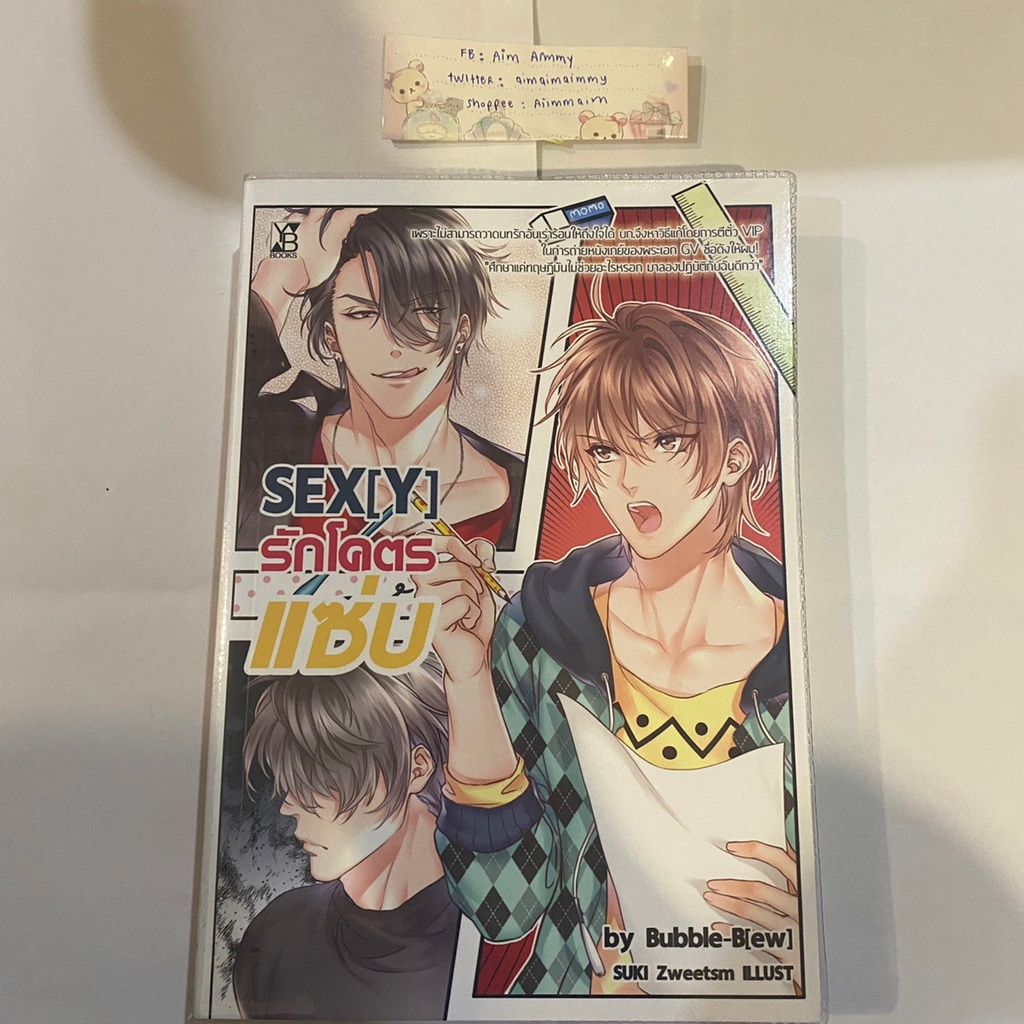 FB : Aim Ammy
twitter : aimaimaimmy
shoppee : Aiimmaim
MOMO
YB
BOOKS
เพราะไม่สามารถวาดบทรักอันเร่าร้อนให้ถึงใจได้ บก.จึงหาวิธีแก้โดยการตีตั๋ว VIP
ในการถ่ายหนังเกย์ของพระเอก GV ชื่อดังให้ผม!
"ศึกษาแค่ทฤษฎีมันไม่ช่วยอะไรหรอก มาลองปฏิบัติกับฉันดีกว่า"
SEX[Y]
รักโคตร
แซ่บ
by Bubble-B[ew]
SUKI Zweetsm ILLUST